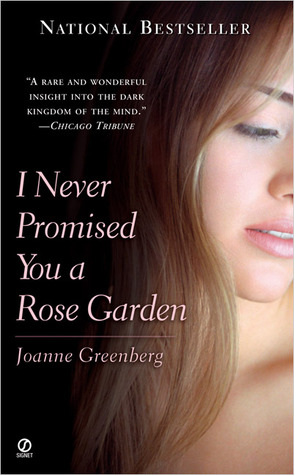 NATIONAL BESTSELLER
“A RARE AND WONDERFUL
INSIGHT INTO THE DARK
KINGDOM OF THE MIND.”
—CHICAGO TRIBUNE
I Never
Promised
You a
Rose Garden
Joanne Greenberg
SIGNET